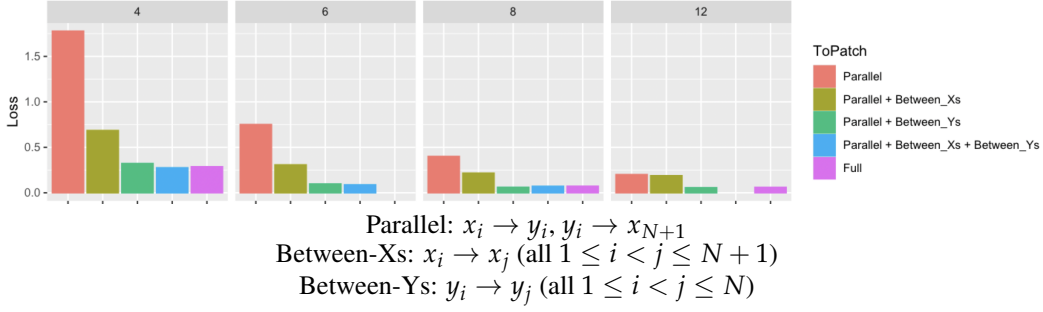 4 6 8 12
1.5
1.0
0.5
0.0
Loss
ToPatch
Parallel
Parallel + Between_Xs
Parallel + Between_Ys
Parallel + Between_Xs + Between_Ys
Full
Parallel: xᵢ → yᵢ, yᵢ → x_{N+1}
Between-Xs: xᵢ → xⱼ (all 1 ≤ i < j ≤ N + 1)
Between-Ys: yᵢ → yⱼ (all 1 ≤ i < j ≤ N)